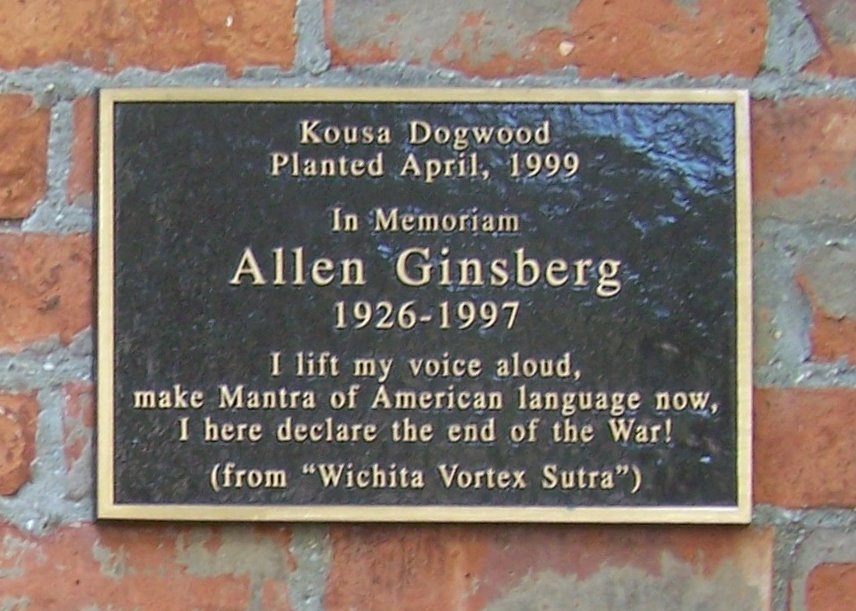 Kousa Dogwood
Planted April, 1999
In Memoriam
Allen Ginsberg
1926-1997
I lift my voice aloud,
make Mantra of American language now,
I here declare the end of the War!
(from “Wichita Vortex Sutra”)